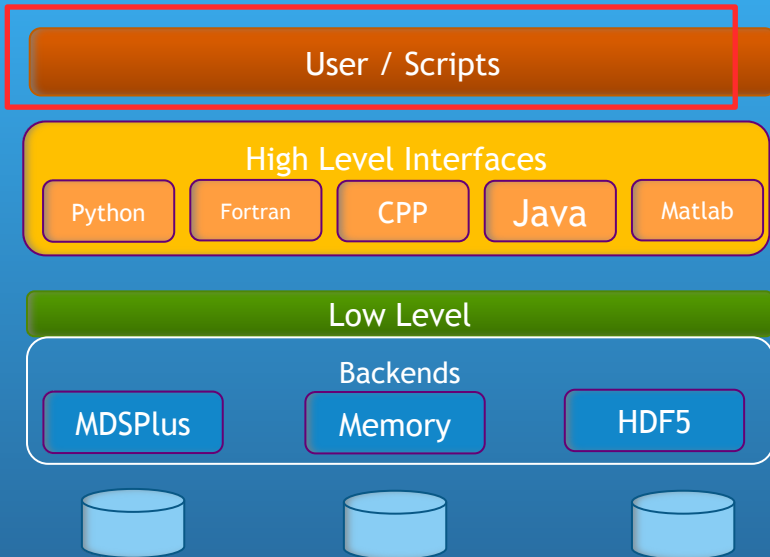 User / Scripts
High Level Interfaces
Python Fortran CPP Java Matlab
Low Level
Backends
MDSPlus Memory HDF5